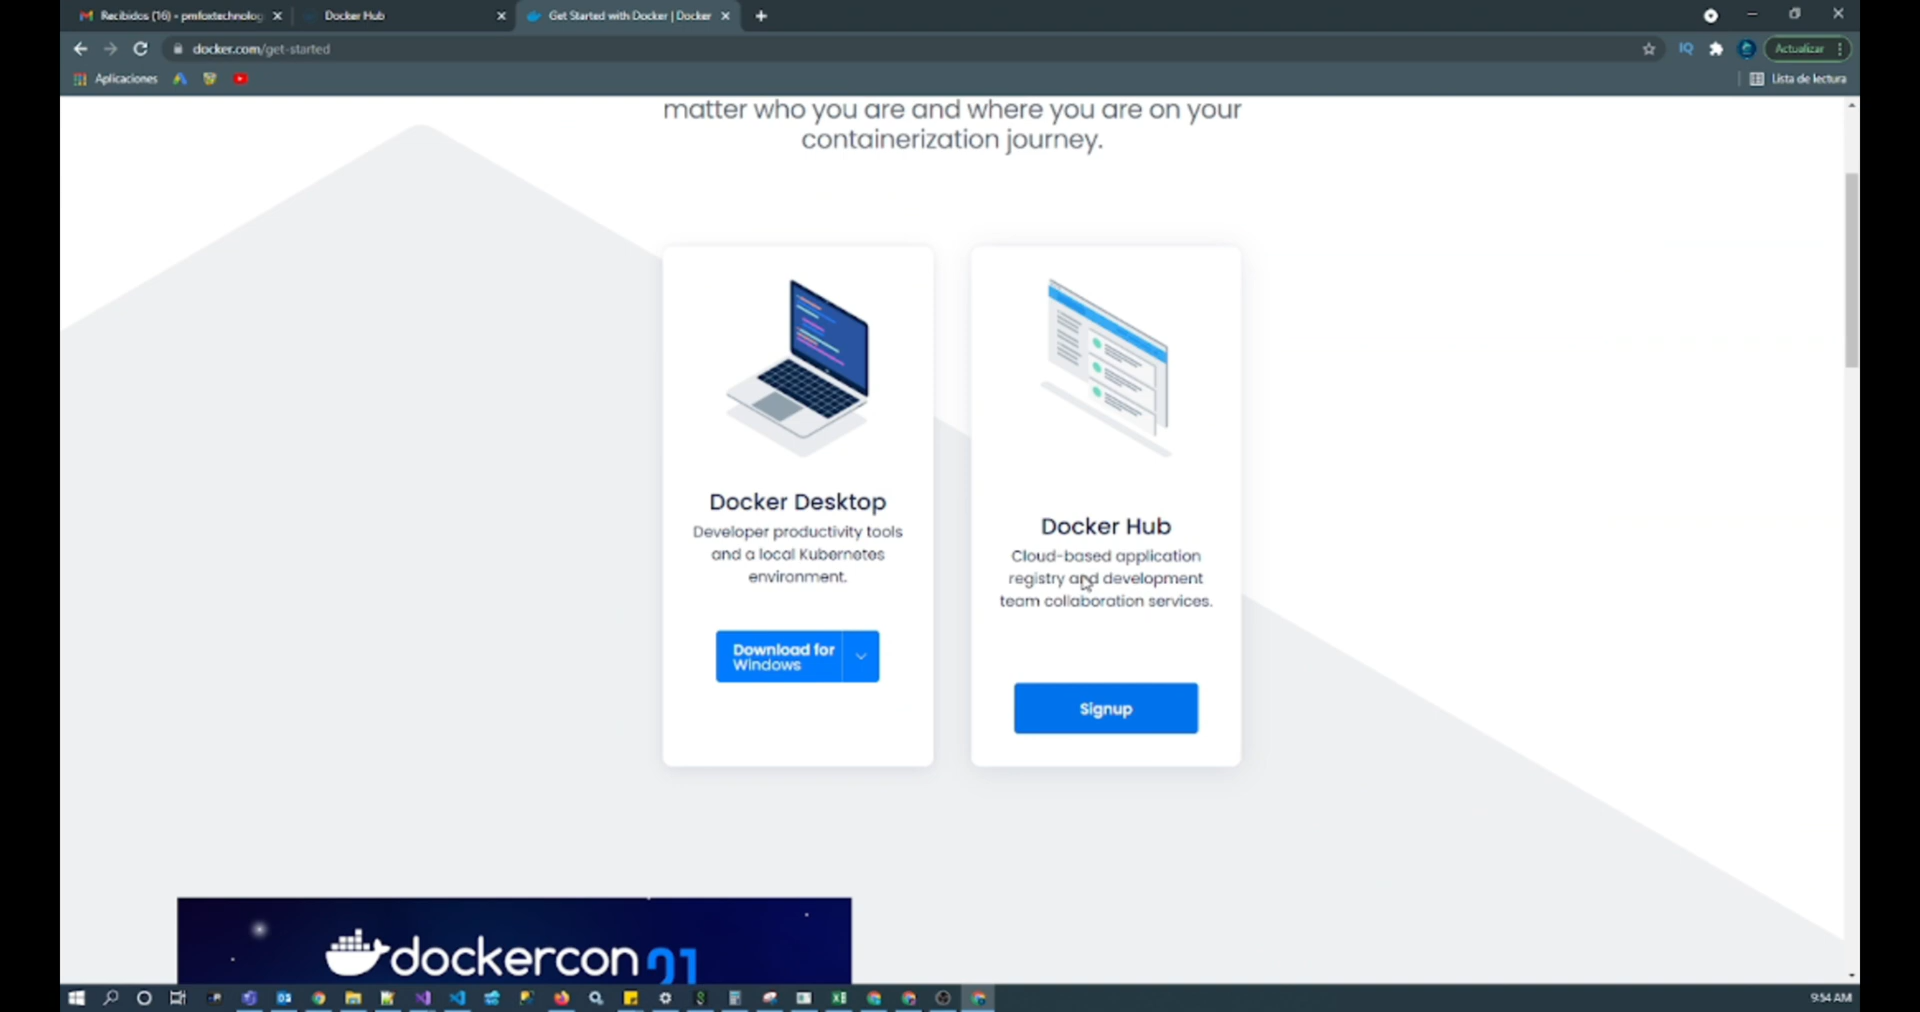 Recibidos (16) - pmfoxtechnolog
Docker Hub
Get Started with Docker | Docker
docker.com/get-started
IQ
Actualizar
Aplicaciones
Lista de lectura
matter who you are and where you are on your
containerization journey.
Docker Desktop
Developer productivity tools
and a local Kubernetes
environment.
Download for
Windows
Docker Hub
Cloud-based application
registry and development
team collaboration services.
Signup
dockercon
9:54 AM